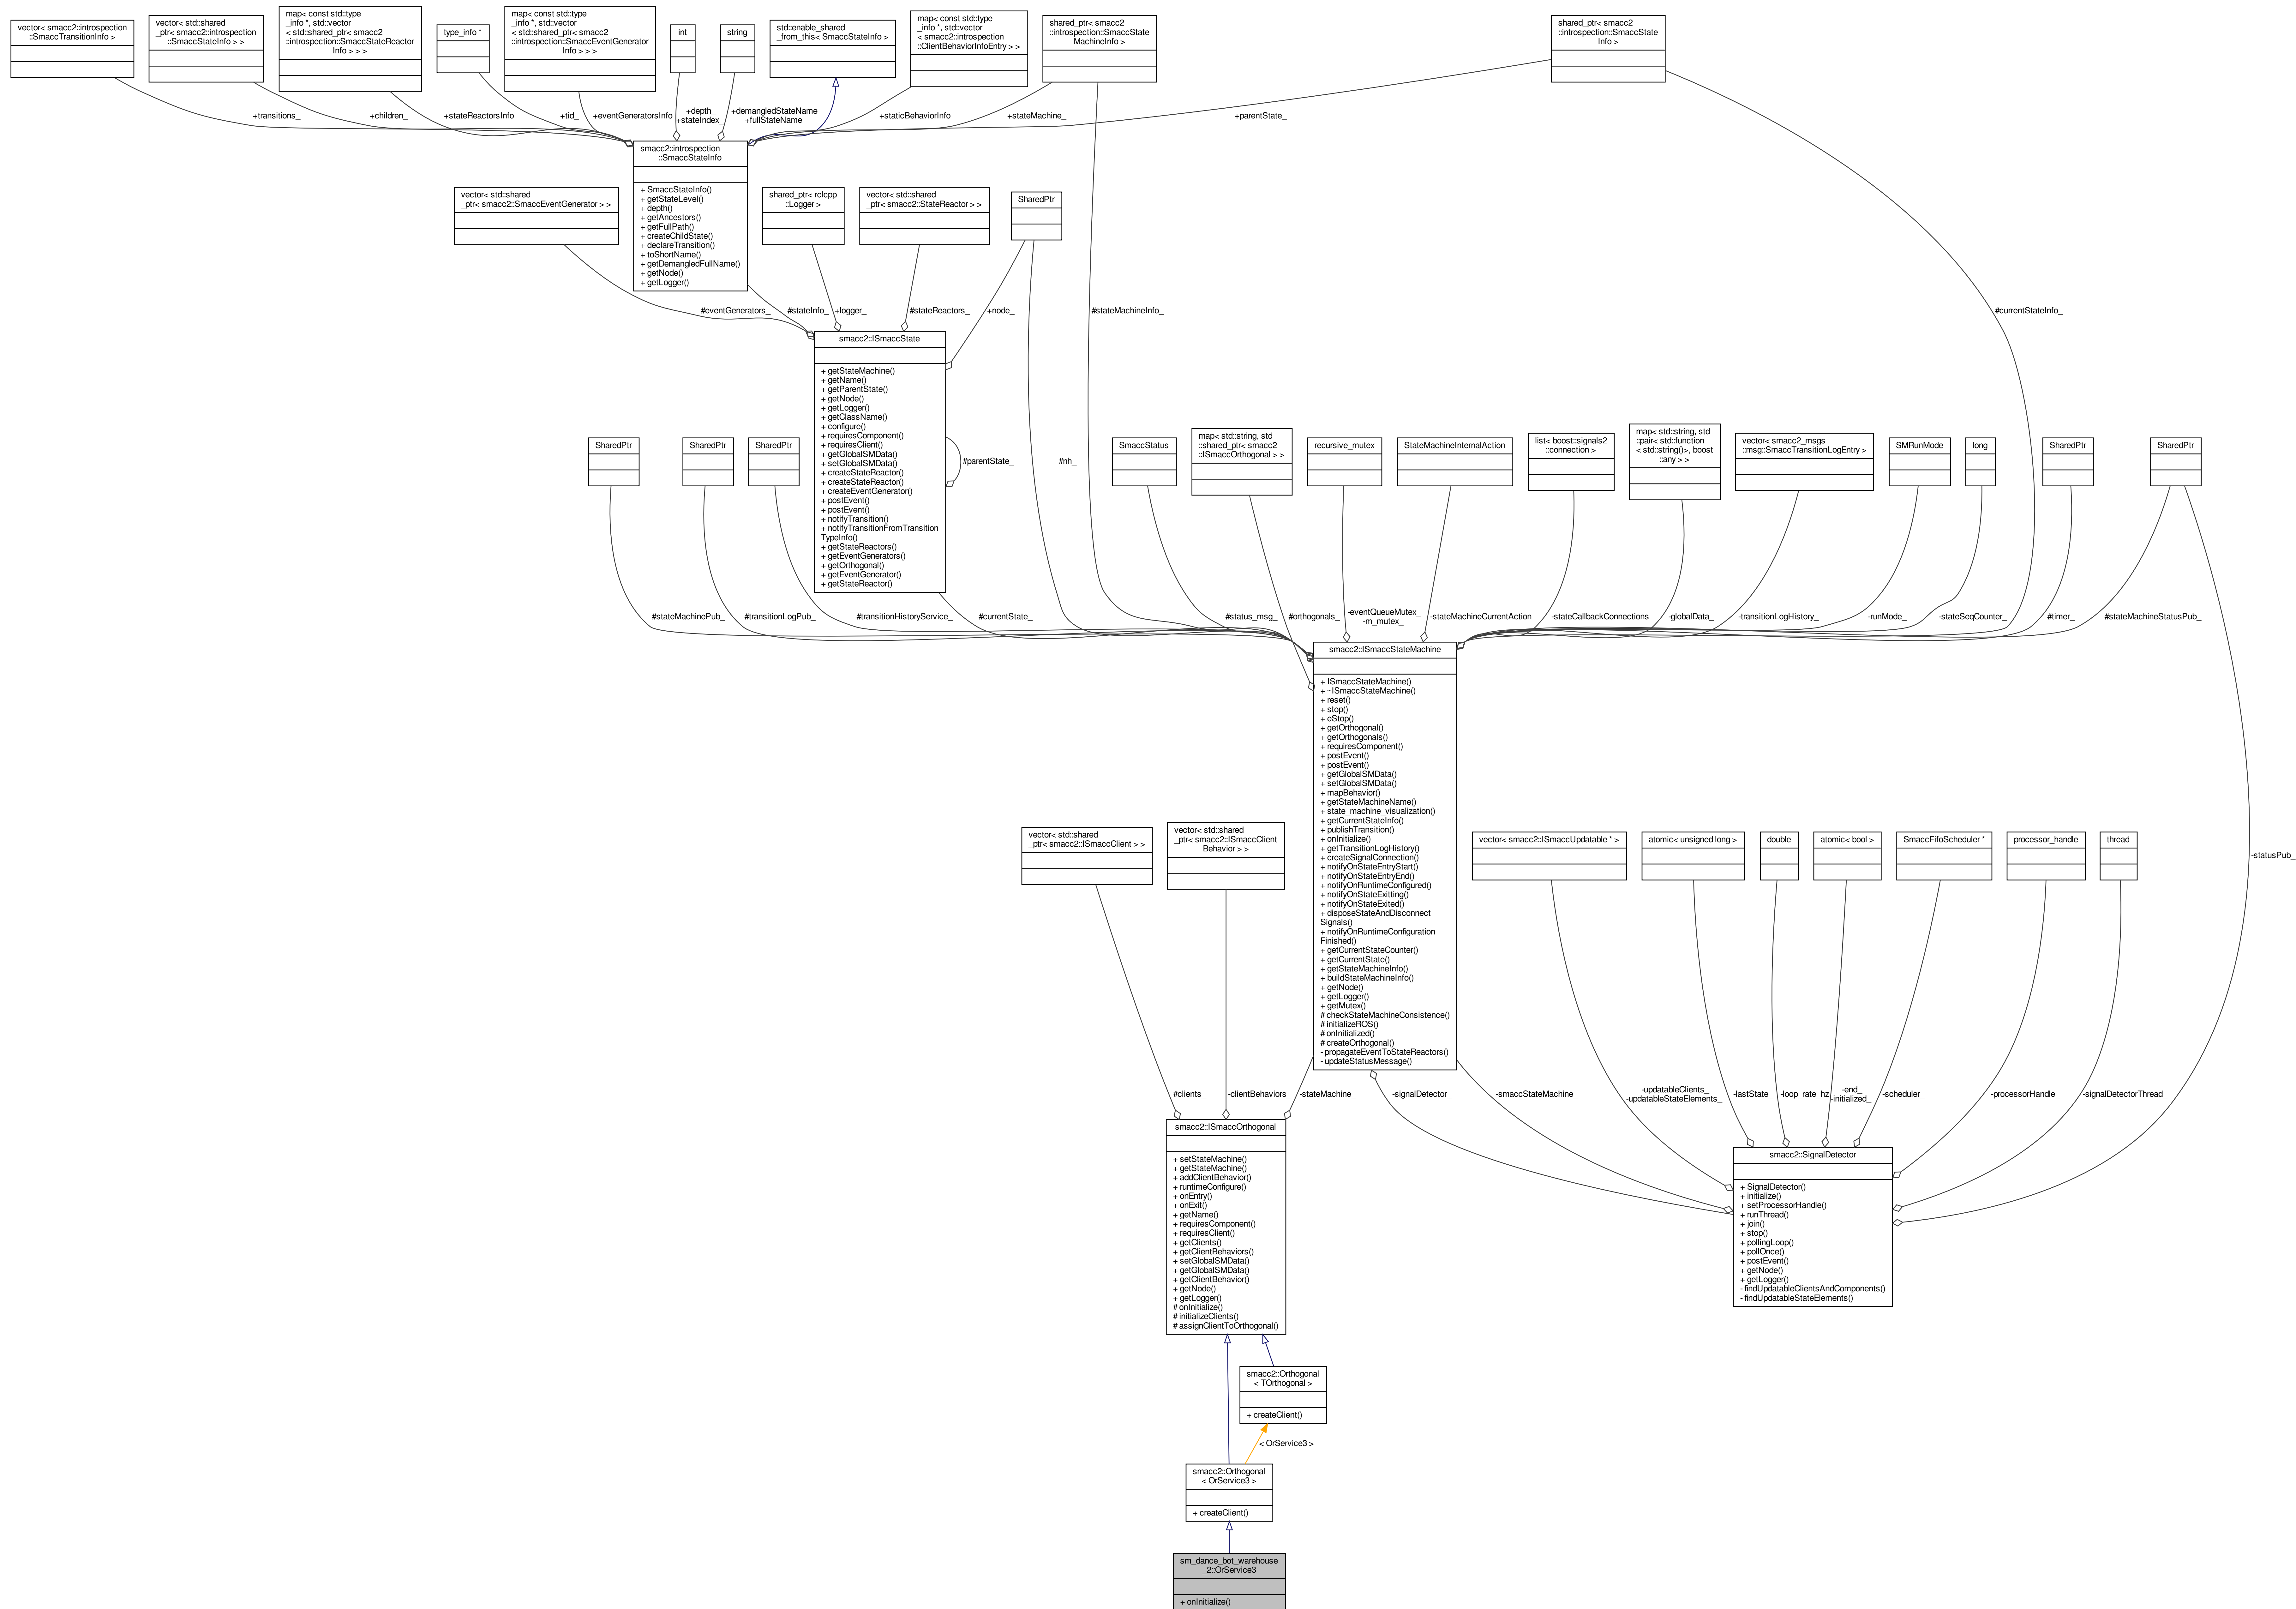 vector< smacc2::introspection
::SmaccTransitionInfo >
vector< std::shared
_ptr< smacc2::introspection
::SmaccStateInfo > >
map< const std::type
_info *, std::vector
< std::shared_ptr< smacc2
::introspection::SmaccStateReactor
Info > > >
type_info *
map< const std::type
_info *, std::vector
< std::shared_ptr< smacc2
::introspection::SmaccEventGenerator
Info > > >
int
string
std::enable_shared
_from_this< SmaccStateInfo >
map< const std::type
_info *, std::vector
< smacc2::introspection
::ClientBehaviorInfoEntry > >
shared_ptr< smacc2
::introspection::SmaccState
MachineInfo >
shared_ptr< smacc2
::introspection::SmaccState
Info >
+transitions_
+children_
+stateReactorsInfo
+tid_
+eventGeneratorsInfo
+depth_
+stateIndex_
+demangledStateName
+fullStateName
+staticBehaviorInfo
+stateMachine_
+parentState_
smacc2::introspection
::SmaccStateInfo
+ SmaccStateInfo()
+ getStateLevel()
+ depth()
+ getAncestors()
+ getFullPath()
+ createChildState()
+ declareTransition()
+ toShortName()
+ getDemangledFullName()
+ getNode()
+ getLogger()
vector< std::shared
_ptr< smacc2::SmaccEventGenerator > >
shared_ptr< rclcpp
::Logger >
vector< std::shared
_ptr< smacc2::StateReactor > >
SharedPtr
#eventGenerators_
#stateInfo_
+logger_
#stateReactors_
+node_
#stateMachineInfo_
#currentStateInfo_
smacc2::ISmaccState
+ getStateMachine()
+ getName()
+ getParentState()
+ getNode()
+ getLogger()
+ getClassName()
+ configure()
+ requiresComponent()
+ requiresClient()
+ getGlobalSMData()
+ setGlobalSMData()
+ createStateReactor()
+ createStateReactor()
+ createEventGenerator()
+ postEvent()
+ postEvent()
+ notifyTransition()
+ notifyTransitionFromTransition
TypeInfo()
+ getStateReactors()
+ getEventGenerators()
+ getOrthogonal()
+ getEventGenerator()
+ getStateReactor()
#parentState_
#nh_
SharedPtr
SharedPtr
SharedPtr
SmaccStatus
map< std::string, std
::shared_ptr< smacc2
::ISmaccOrthogonal > >
recursive_mutex
StateMachineInternalAction
list< boost::signals2
::connection >
map< std::string, std
::pair< std::function
< std::string()>, boost
::any > >
vector< smacc2_msgs
::msg::SmaccTransitionLogEntry >
SMRunMode
long
SharedPtr
SharedPtr
#stateMachinePub_
#transitionLogPub_
#transitionHistoryService_
#currentState_
#status_msg_
#orthogonals_
-eventQueueMutex_
-m_mutex_
-stateMachineCurrentAction
-stateCallbackConnections
-globalData_
-transitionLogHistory_
-runMode_
-stateSeqCounter_
#timer_
#stateMachineStatusPub_
smacc2::ISmaccStateMachine
+ ISmaccStateMachine()
+ ~ISmaccStateMachine()
+ reset()
+ stop()
+ eStop()
+ getOrthogonal()
+ getOrthogonals()
+ requiresComponent()
+ postEvent()
+ postEvent()
+ getGlobalSMData()
+ setGlobalSMData()
+ mapBehavior()
+ getStateMachineName()
+ state_machine_visualization()
+ getCurrentStateInfo()
+ publishTransition()
+ onInitialize()
+ getTransitionLogHistory()
+ createSignalConnection()
+ notifyOnStateEntryStart()
+ notifyOnStateEntryEnd()
+ notifyOnRuntimeConfigured()
+ notifyOnStateExitting()
+ notifyOnStateExited()
+ disposeStateAndDisconnect
Signals()
+ notifyOnRuntimeConfiguration
Finished()
+ getCurrentStateCounter()
+ getCurrentState()
+ getStateMachineInfo()
+ buildStateMachineInfo()
+ getNode()
+ getLogger()
+ getMutex()
# checkStateMachineConsistence()
# initializeROS()
# onInitialized()
# createOrthogonal()
- propagateEventToStateReactors()
- updateStatusMessage()
vector< std::shared
_ptr< smacc2::ISmaccClient > >
vector< std::shared
_ptr< smacc2::ISmaccClient
Behavior > >
vector< smacc2::ISmaccUpdatable * >
atomic< unsigned long >
double
atomic< bool >
SmaccFifoScheduler *
processor_handle
thread
-statusPub_
#clients_
-clientBehaviors_
-stateMachine_
-signalDetector_
-smaccStateMachine_
-updatableClients_
-updatableStateElements_
-lastState_
-loop_rate_hz
-end_
-initialized_
-scheduler_
-processorHandle_
-signalDetectorThread_
smacc2::ISmaccOrthogonal
+ setStateMachine()
+ getStateMachine()
+ addClientBehavior()
+ runtimeConfigure()
+ onEntry()
+ onExit()
+ getName()
+ requiresComponent()
+ requiresClient()
+ getClients()
+ getClientBehaviors()
+ setGlobalSMData()
+ getGlobalSMData()
+ getClientBehavior()
+ getNode()
+ getLogger()
# onInitialize()
# initializeClients()
# assignClientToOrthogonal()
smacc2::SignalDetector
+ SignalDetector()
+ initialize()
+ setProcessorHandle()
+ runThread()
+ join()
+ stop()
+ pollingLoop()
+ pollOnce()
+ postEvent()
+ getNode()
+ getLogger()
- findUpdatableClientsAndComponents()
- findUpdatableStateElements()
smacc2::Orthogonal
< TOrthogonal >
+ createClient()
< OrService3 >
smacc2::Orthogonal
< OrService3 >
+ createClient()
sm_dance_bot_warehouse
_2::OrService3
+ onInitialize()